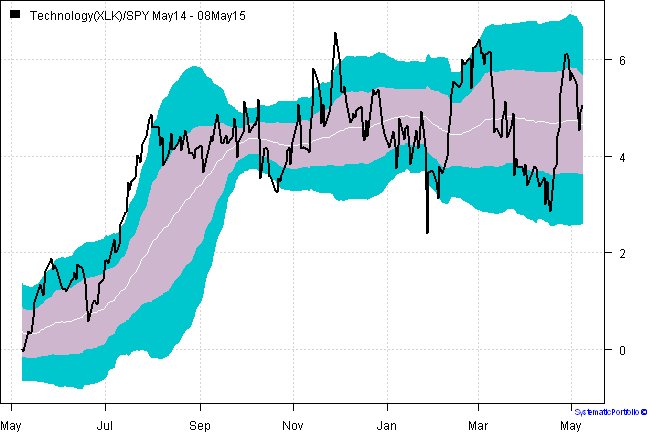 Technology(XLK)/SPY May14 - 08May15
6
4
2
0
SystematicPortfolio ©
May Jul Sep Nov Jan Mar May